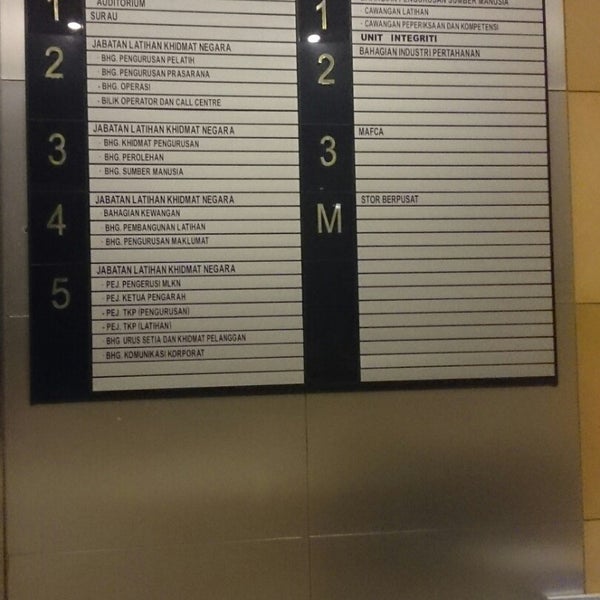 1
AUDITORIUM
SURAU
2
JABATAN LATIHAN KHIDMAT NEGARA
- BHG. PENGURUSAN PELATIH
- BHG. PENGURUSAN PRASARANA
- BHG. OPERASI
- BILIK OPERATOR DAN CALL CENTRE
3
JABATAN LATIHAN KHIDMAT NEGARA
- BHG. KHIDMAT PENGURUSAN
- BHG. PEROLEHAN
- BHG. SUMBER MANUSIA
4
JABATAN LATIHAN KHIDMAT NEGARA
- BAHAGIAN KEWANGAN
- BHG. PEMBANGUNAN LATIHAN
- BHG. PENGURUSAN MAKLUMAT
5
JABATAN LATIHAN KHIDMAT NEGARA
- PEJ. PENGERUSI MLKN
- PEJ. KETUA PENGARAH
- PEJ. TKP (PENGURUSAN)
- PEJ. TKP (LATIHAN)
- BHG. URUS SETIA DAN KHIDMAT PELANGGAN
- BHG. KOMUNIKASI KORPORAT
1
BAHAGIAN PENGURUSAN SUMBER MANUSIA
- CAWANGAN LATIHAN
- CAWANGAN PEPERIKSAAN DAN KOMPETENSI
UNIT INTEGRITI
2
BAHAGIAN INDUSTRI PERTAHANAN
3
MAFCA
M
STOR BERPUSAT